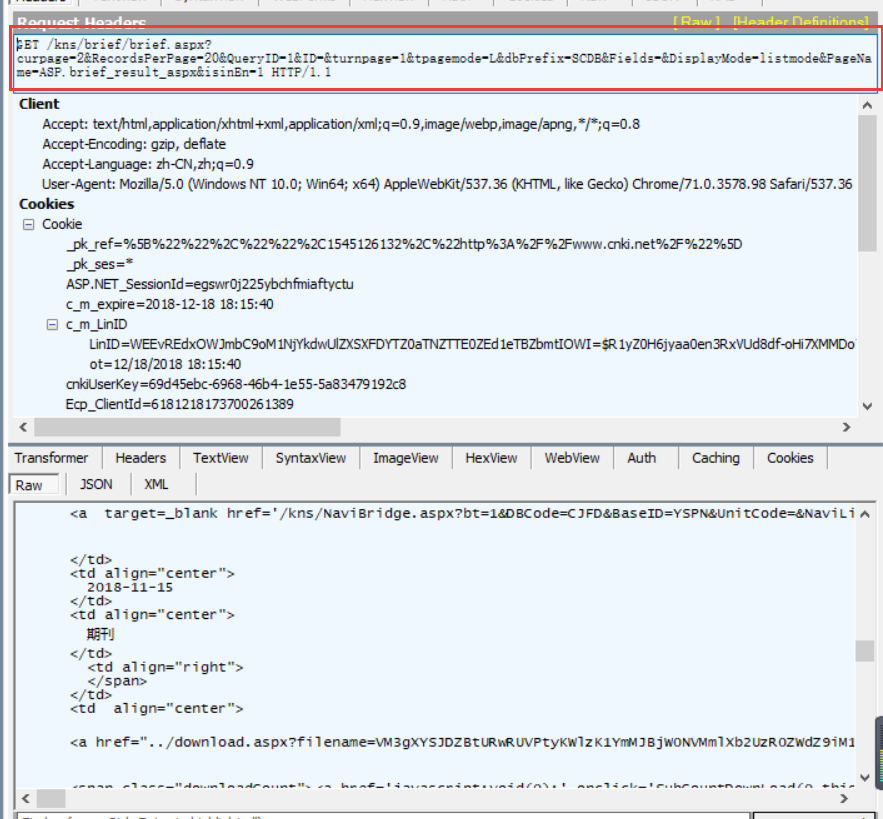 Request Headers [ Raw ] [Header Definitions]
GET /kns/brief/brief.aspx?
curpage=2&RecordsPerPage=20&QueryID=1&ID=&turnpage=1&tpagemode=L&dbPrefix=SCDB&Fields=&DisplayMode=listmode&PageNa
me=ASP.brief_result_aspx&isinEn=1 HTTP/1.1
Client
Accept: text/html,application/xhtml+xml,application/xml;q=0.9,image/webp,image/apng,*/*;q=0.8
Accept-Encoding: gzip, deflate
Accept-Language: zh-CN,zh;q=0.9
User-Agent: Mozilla/5.0 (Windows NT 10.0; Win64; x64) AppleWebKit/537.36 (KHTML, like Gecko) Chrome/71.0.3578.98 Safari/537.36
Cookies
Cookie
_pk_ref=%5B%22%22%2C%22%22%2C1545126132%2C%22http%3A%2F%2Fwww.cnki.net%2F%22%5D
_pk_ses=*
ASP.NET_SessionId=egswr0j225ybchfmiaftyctu
c_m_expire=2018-12-18 18:15:40
c_m_LinID
LinID=WEEvREdxOWJmbC9oM1NjYkdwUlZXSXFDYTZ0aTNZTTE0ZEd1eTBZbmtIOWI=$R1yZ0H6jyaa0en3RxVUd8df-oHi7XMMDo
ot=12/18/2018 18:15:40
cnkiUserKey=69d45ebc-6968-46b4-1e55-5a83479192c8
Ecp_ClientId=6181218173700261389
Transformer Headers TextView SyntaxView ImageView HexView WebView Auth Caching Cookies
Raw JSON XML
<a  target=_blank href='/kns/NaviBridge.aspx?bt=1&DBCode=CJFD&BaseID=YSPN&UnitCode=&NaviLi
</td>
<td align="center">
2018-11-15
</td>
<td align="center">
期刊
</td>
<td align="right">
</span>
</td>
<td  align="center">
<a href="../download.aspx?filename=VM3gXYSJDZBtURwRUVPtyKWlzK1YmMJBjW0NVMmlXb2UzROZWdZ9iM1
<span class="downloadCount"><a href='javascript:void(0);' onclick='SubCountDownLoad(0,this